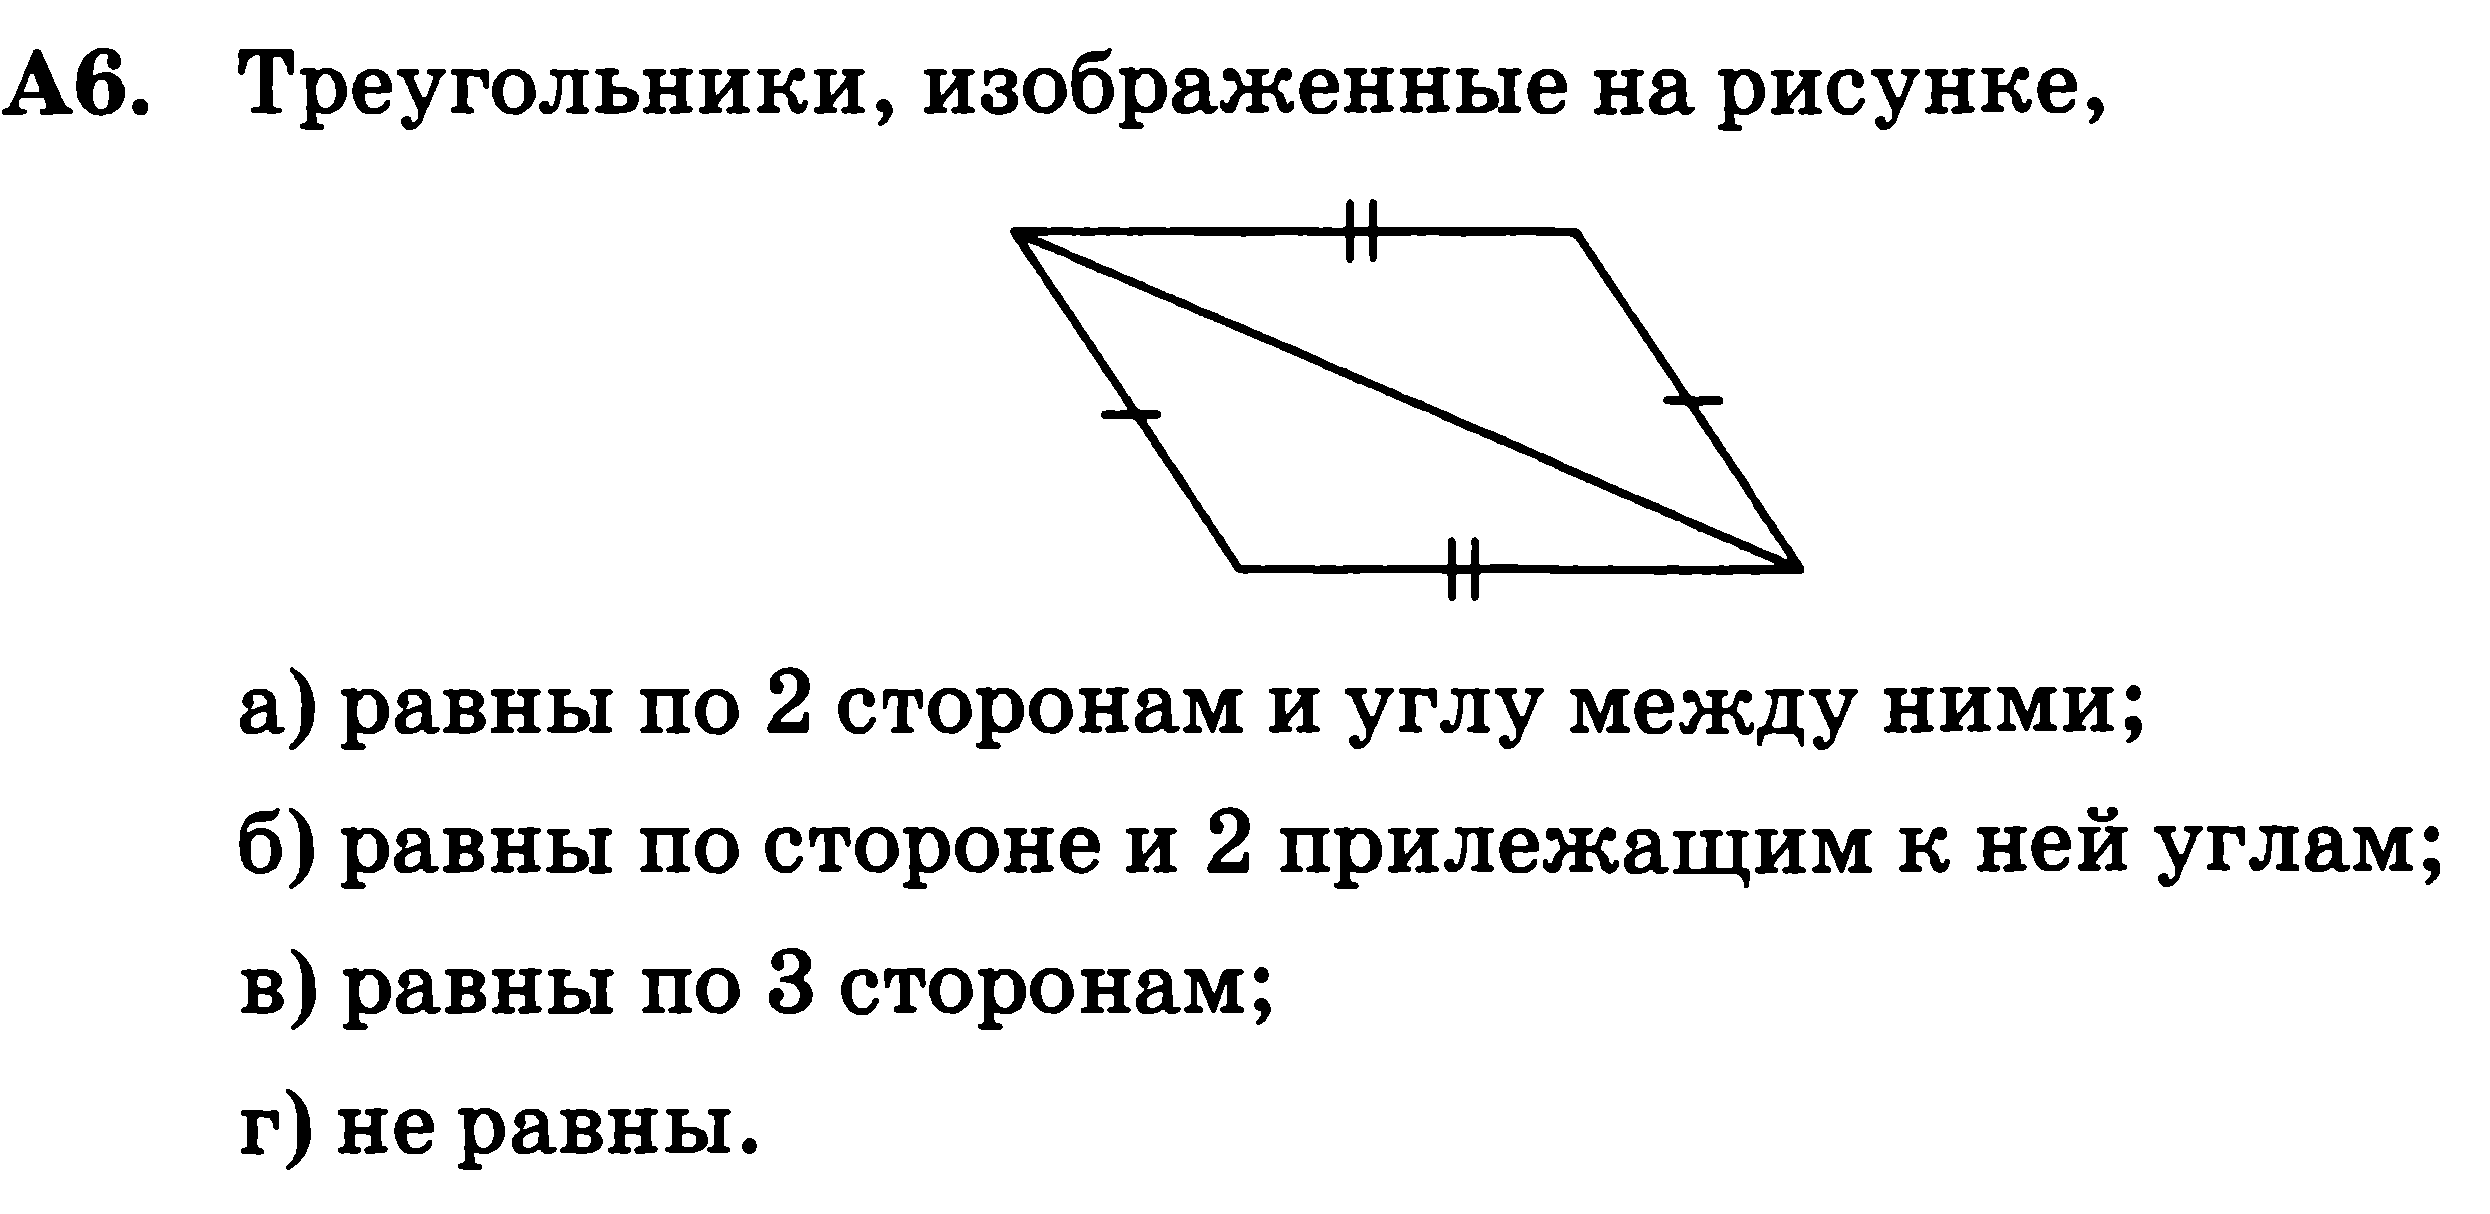 А6. Треугольники, изображенные на рисунке,
а) равны по 2 сторонам и углу между ними;
б) равны по стороне и 2 прилежащим к ней углам;
в) равны по 3 сторонам;
г) не равны.